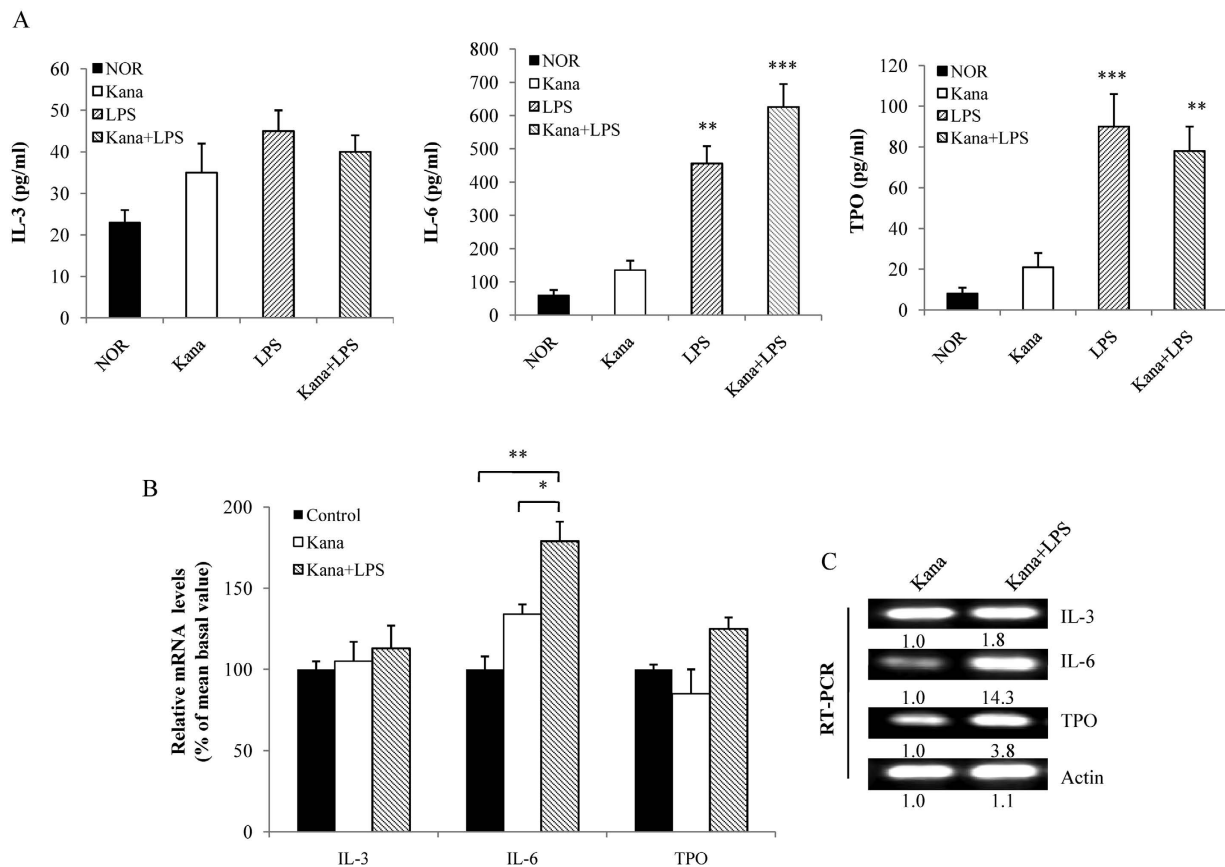 A
NOR
Kana
LPS
Kana+LPS
IL-3 (pg/ml)
60
50
40
30
20
10
0
NOR
Kana
LPS
Kana+LPS
NOR
Kana
LPS
Kana+LPS
IL-6 (pg/ml)
800
700
600
500
400
300
200
100
0
**
***
NOR
Kana
LPS
Kana+LPS
NOR
Kana
LPS
Kana+LPS
TPO (pg/ml)
120
100
80
60
40
20
0
***
**
NOR
Kana
LPS
Kana+LPS
B
**
*
Control
Kana
Kana+LPS
Relative mRNA levels
(% of mean basal value)
200
150
100
50
0
IL-3
IL-6
TPO
C
Kana
Kana+LPS
RT-PCR
IL-3
1.0 1.8
IL-6
1.0 14.3
TPO
1.0 3.8
Actin
1.0 1.1